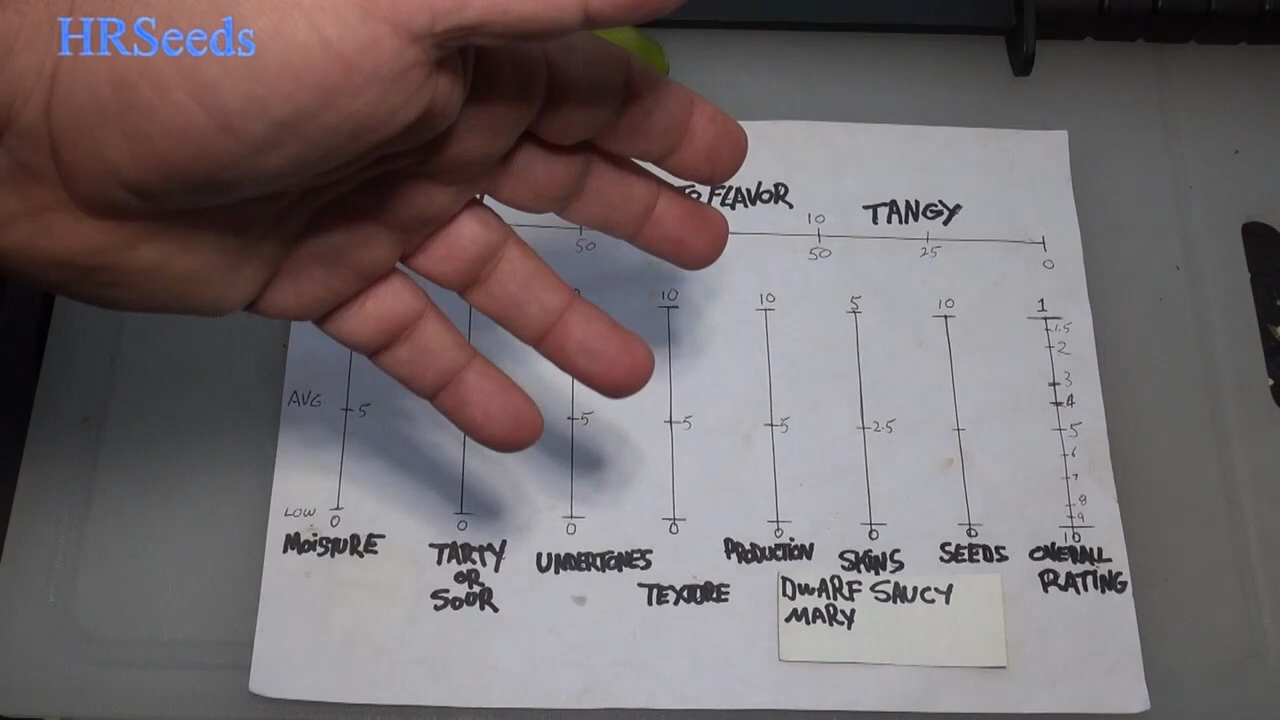 HRSeeds
TO FLAVOR
10
TANGY
50
50
25
0
10
10
5
10
1
1.5
2
3
4
AVG
5
5
5
5
2.5
5
6
7
8
9
LOW
0
0
0
0
0
0
0
10
MOISTURE
TARTY
OR
SOUR
UNDERTONES
TEXTURE
PRODUCTION
SKINS
SEEDS
OVERALL
RATING
DWARF SAUCY
MARY